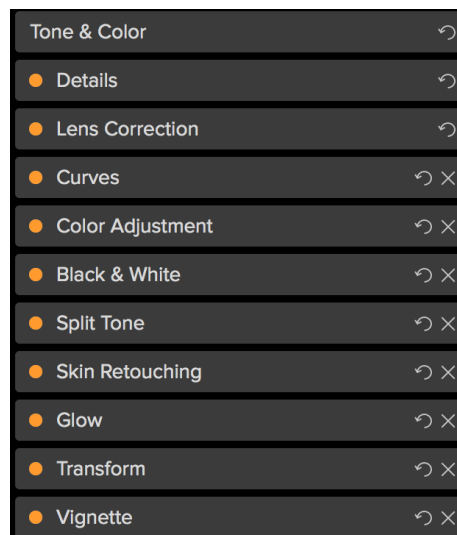 Tone & Color
Details
Lens Correction
Curves
Color Adjustment
Black & White
Split Tone
Skin Retouching
Glow
Transform
Vignette